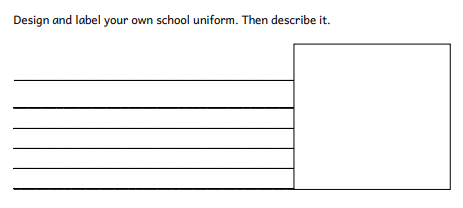 Design and label your own school uniform. Then describe it.